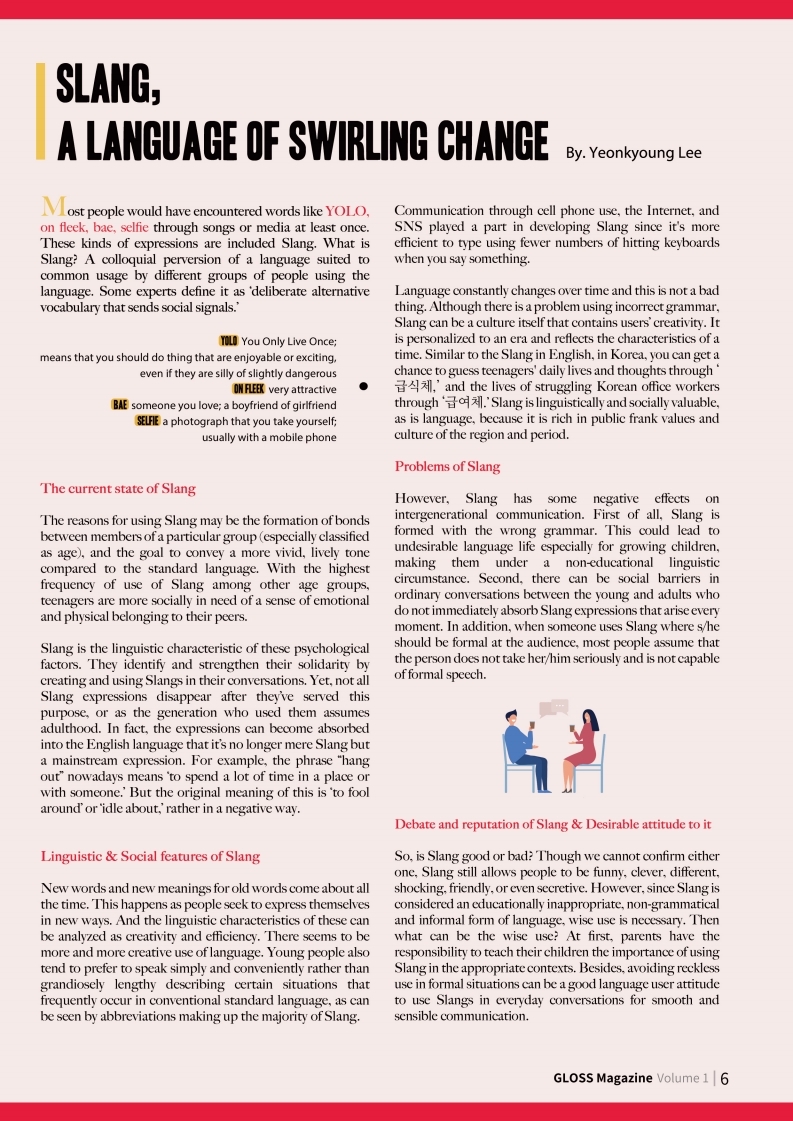 SLANG,
A LANGUAGE OF SWIRLING CHANGE By. Yeonkyoung Lee
Most people would have encountered words like YOLO,
on fleek, bae, selfie through songs or media at least once.
These kinds of expressions are included Slang. What is
Slang? A colloquial perversion of a language suited to
common usage by different groups of people using the
language. Some experts define it as ‘deliberate alternative
vocabulary that sends social signals.’
YOLO You Only Live Once;
means that you should do thing that are enjoyable or exciting,
even if they are silly of slightly dangerous
ON FLEEK very attractive
BAE someone you love; a boyfriend of girlfriend
SELFIE a photograph that you take yourself;
usually with a mobile phone
The current state of Slang
The reasons for using Slang may be the formation of bonds
between members of a particular group (especially classified
as age), and the goal to convey a more vivid, lively tone
compared to the standard language. With the highest
frequency of use of Slang among other age groups,
teenagers are more socially in need of a sense of emotional
and physical belonging to their peers.
Slang is the linguistic characteristic of these psychological
factors. They identify and strengthen their solidarity by
creating and using Slangs in their conversations. Yet, not all
Slang expressions disappear after they’ve served this
purpose, or as the generation who used them assumes
adulthood. In fact, the expressions can become absorbed
into the English language that it’s no longer mere Slang but
a mainstream expression. For example, the phrase “hang
out” nowadays means ‘to spend a lot of time in a place or
with someone.’ But the original meaning of this is ‘to fool
around’ or ‘idle about,’ rather in a negative way.
Linguistic & Social features of Slang
New words and new meanings for old words come about all
the time. This happens as people seek to express themselves
in new ways. And the linguistic characteristics of these can
be analyzed as creativity and efficiency. There seems to be
more and more creative use of language. Young people also
tend to prefer to speak simply and conveniently rather than
grandiosely lengthy describing certain situations that
frequently occur in conventional standard language, as can
be seen by abbreviations making up the majority of Slang.
Communication through cell phone use, the Internet, and
SNS played a part in developing Slang since it's more
efficient to type using fewer numbers of hitting keyboards
when you say something.
Language constantly changes over time and this is not a bad
thing. Although there is a problem using incorrect grammar,
Slang can be a culture itself that contains users’ creativity. It
is personalized to an era and reflects the characteristics of a
time. Similar to the Slang in English, in Korea, you can get a
chance to guess teenagers' daily lives and thoughts through ‘
급식체,’ and the lives of struggling Korean office workers
through ‘급여체.’ Slang is linguistically and socially valuable,
as is language, because it is rich in public frank values and
culture of the region and period.
Problems of Slang
However, Slang has some negative effects on
intergenerational communication. First of all, Slang is
formed with the wrong grammar. This could lead to
undesirable language life especially for growing children,
making them under a non-educational linguistic
circumstance. Second, there can be social barriers in
ordinary conversations between the young and adults who
do not immediately absorb Slang expressions that arise every
moment. In addition, when someone uses Slang where s/he
should be formal at the audience, most people assume that
the person does not take her/him seriously and is not capable
of formal speech.
Debate and reputation of Slang & Desirable attitude to it
So, is Slang good or bad? Though we cannot confirm either
one, Slang still allows people to be funny, clever, different,
shocking, friendly, or even secretive. However, since Slang is
considered an educationally inappropriate, non-grammatical
and informal form of language, wise use is necessary. Then
what can be the wise use? At first, parents have the
responsibility to teach their children the importance of using
Slang in the appropriate contexts. Besides, avoiding reckless
use in formal situations can be a good language user attitude
to use Slangs in everyday conversations for smooth and
sensible communication.
GLOSS Magazine Volume 1 | 6